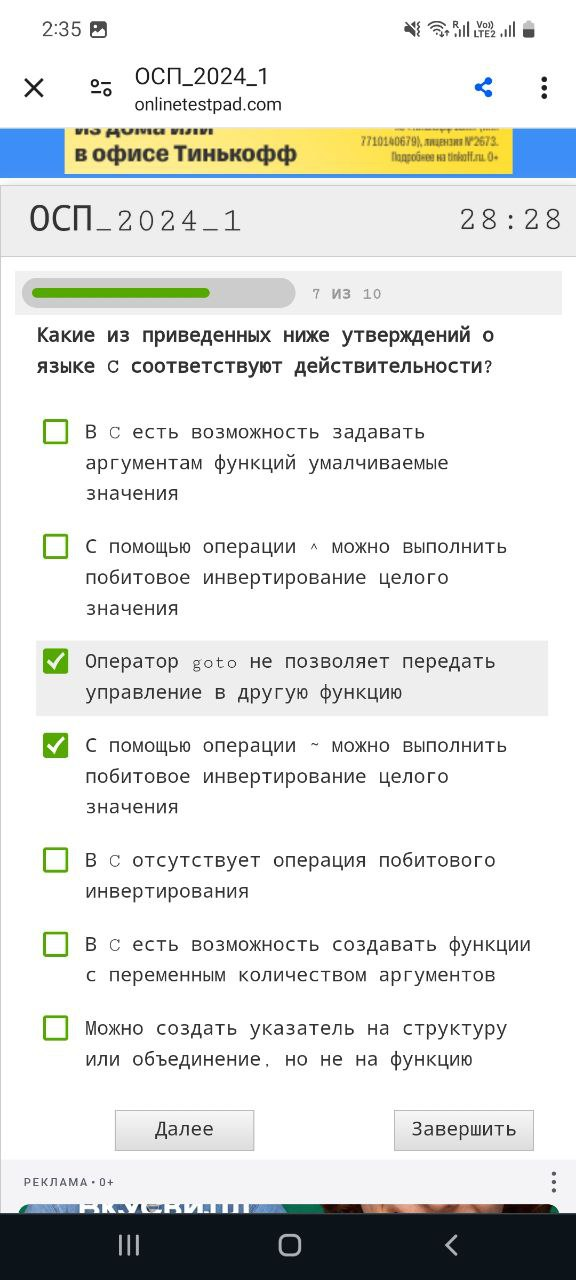 2:35
R
Vo))
LTE2
ОСП_2024_1
onlinetestpad.com
из дома или
в офисе Тинькофф
7710140679), лицензия №2673.
Подробнее на tinkoff.ru. 0+
ОСП_2024_1
28:28
7 ИЗ 10
Какие из приведенных ниже утверждений о
языке C соответствуют действительности?
В C есть возможность задавать
аргументам функций умалчиваемые
значения
С помощью операции ^ можно выполнить
побитовое инвертирование целого
значения
Оператор goto не позволяет передать
управление в другую функцию
С помощью операции ~ можно выполнить
побитовое инвертирование целого
значения
В C отсутствует операция побитового
инвертирования
В C есть возможность создавать функции
с переменным количеством аргументов
Можно создать указатель на структуру
или объединение, но не на функцию
Далее
Завершить
РЕКЛАМА • 0+